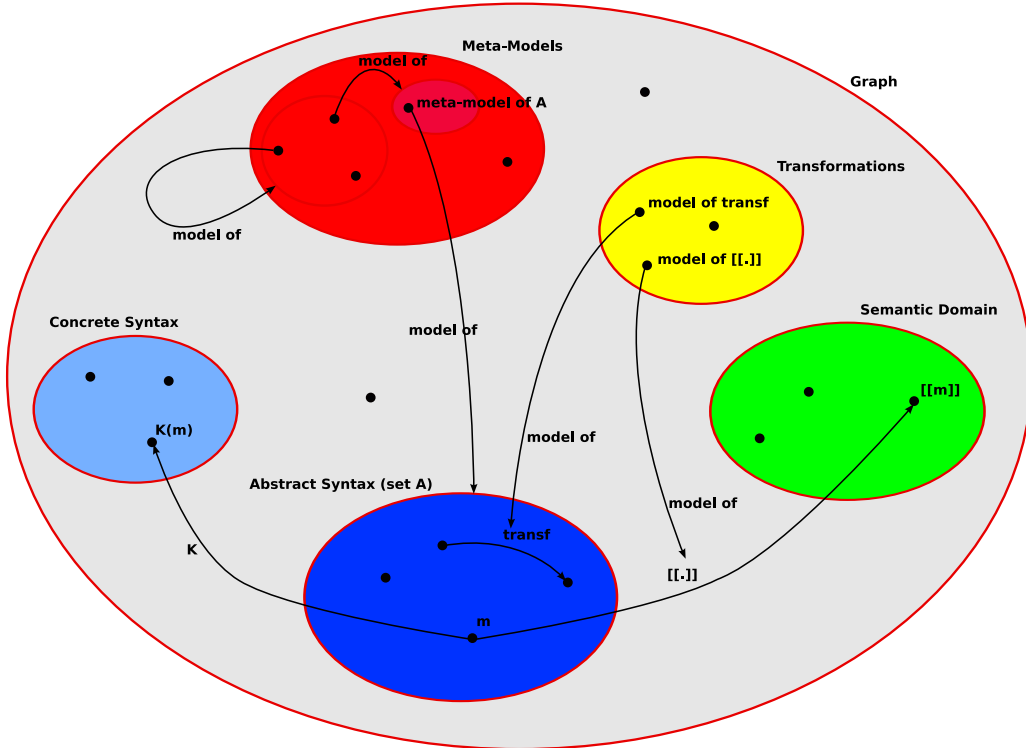 Meta-Models
model of
Graph
meta-model of A
Transformations
model of transf
model of
model of [[.]]
Semantic Domain
Concrete Syntax
model of
[[m]]
K(m)
model of
Abstract Syntax (set A)
model of
transf
K
[[.]]
m